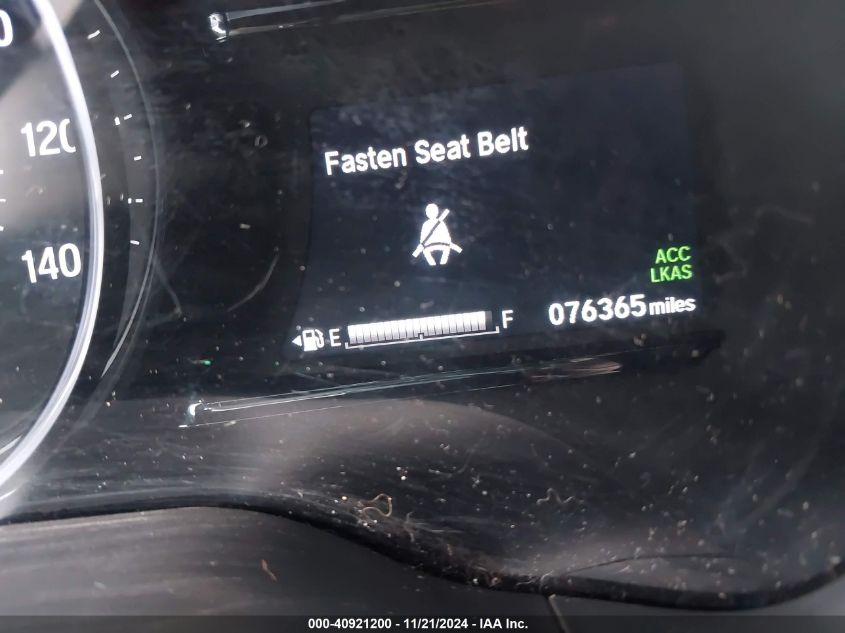 120
140
Fasten Seat Belt
ACC
LKAS
E F 076365 miles
000-40921200 - 11/21/2024 - IAA Inc.